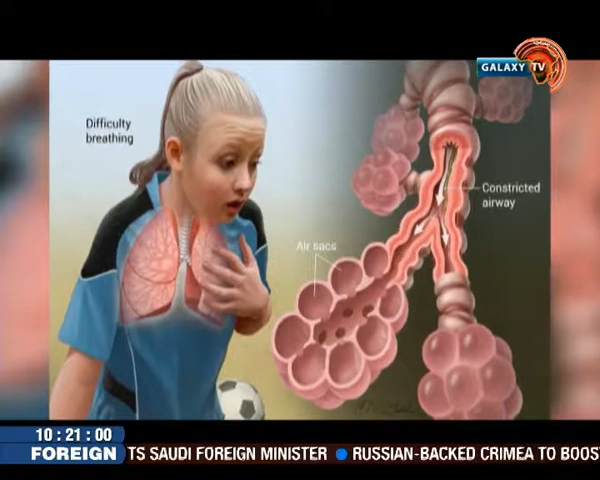 GALAXY TV
Difficulty
breathing
Constricted
airway
Air sacs
10 : 21 : 00
FOREIGN
TS SAUDI FOREIGN MINISTER
RUSSIAN-BACKED CRIMEA TO BOOS